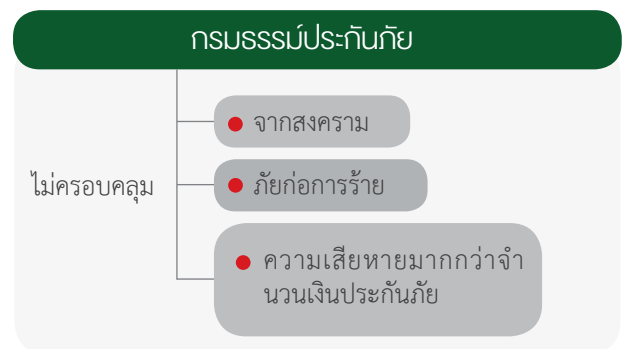 กรมธรรม์ประกันภัย
จากสงคราม
ไม่ครอบคลุม
ภัยก่อการร้าย
ความเสียหายมากกว่าจำ
นวนเงินประกันภัย